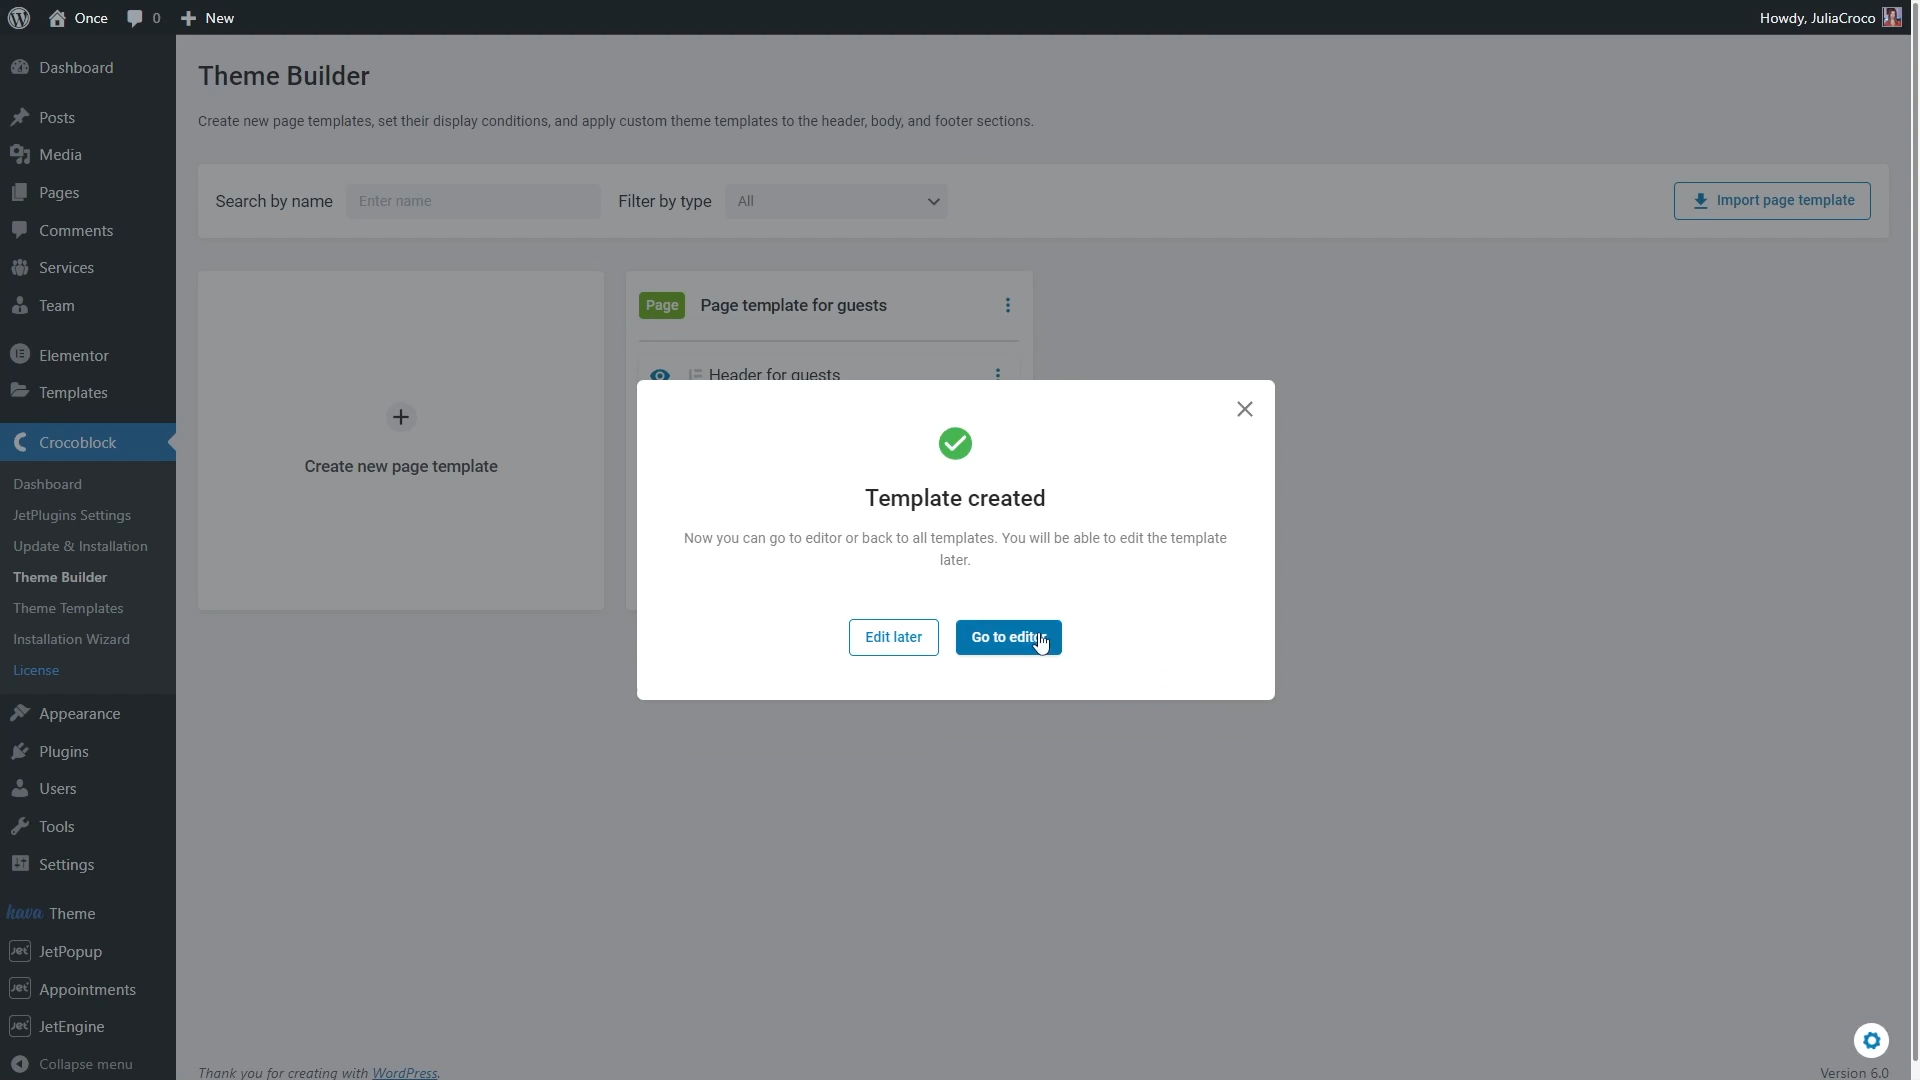 Once
0
New
Howdy, JuliaCroco
Dashboard
Posts
Media
Pages
Comments
Services
Team
Elementor
Templates
Crocoblock
Dashboard
JetPlugins Settings
Update & Installation
Theme Builder
Theme Templates
Installation Wizard
License
Appearance
Plugins
Users
Tools
Settings
kava Theme
Jet JetPopup
Jet Appointments
Jet JetEngine
Collapse menu
Theme Builder
Create new page templates, set their display conditions, and apply custom theme templates to the header, body, and footer sections.
Search by name
Enter name
Filter by type
All
Import page template
Create new page template
Page
Page template for guests
Header for guests
Template created
Now you can go to editor or back to all templates. You will be able to edit the template
later.
Edit later
Go to editor
Thank you for creating with WordPress.
Version 6.0